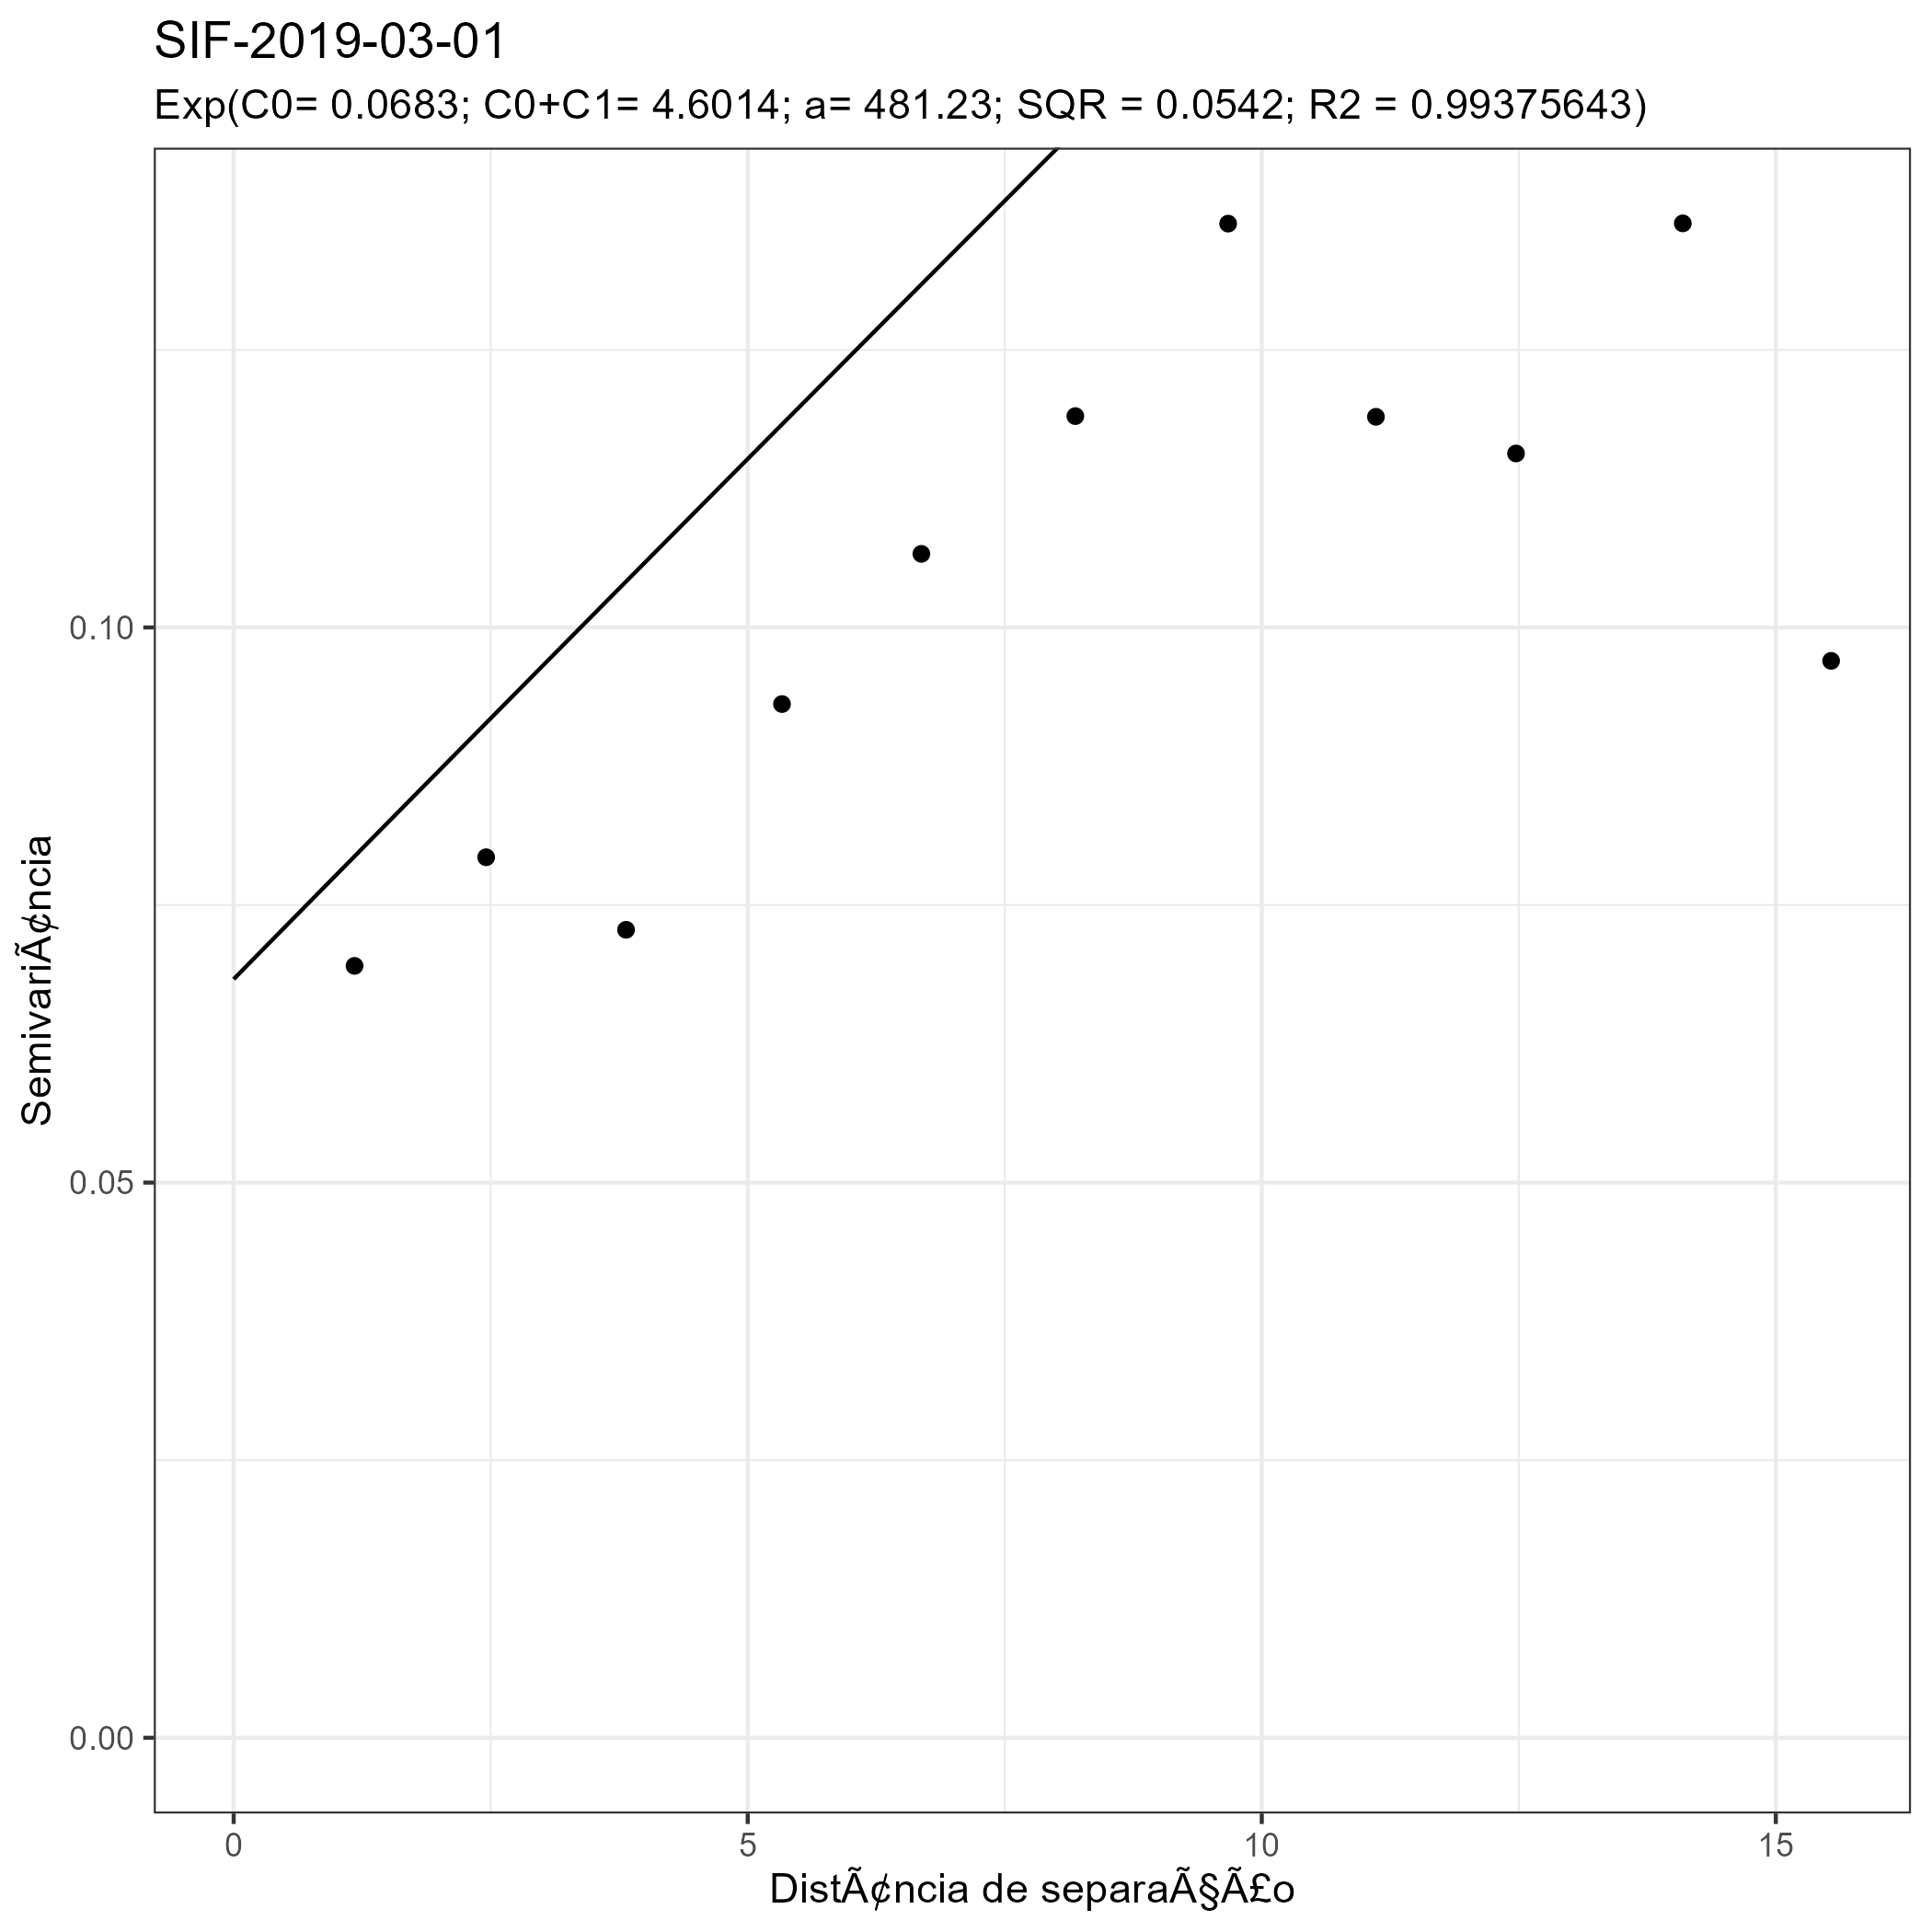 SIF-2019-03-01
Exp(C0= 0.0683; C0+C1= 4.6014; a= 481.23; SQR = 0.0542; R2 = 0.99375643)
SemivariÃ¢ncia
0.10
0.05
0.00
0 5 10 15
DistÃ¢ncia de separaÃ§Ã£o